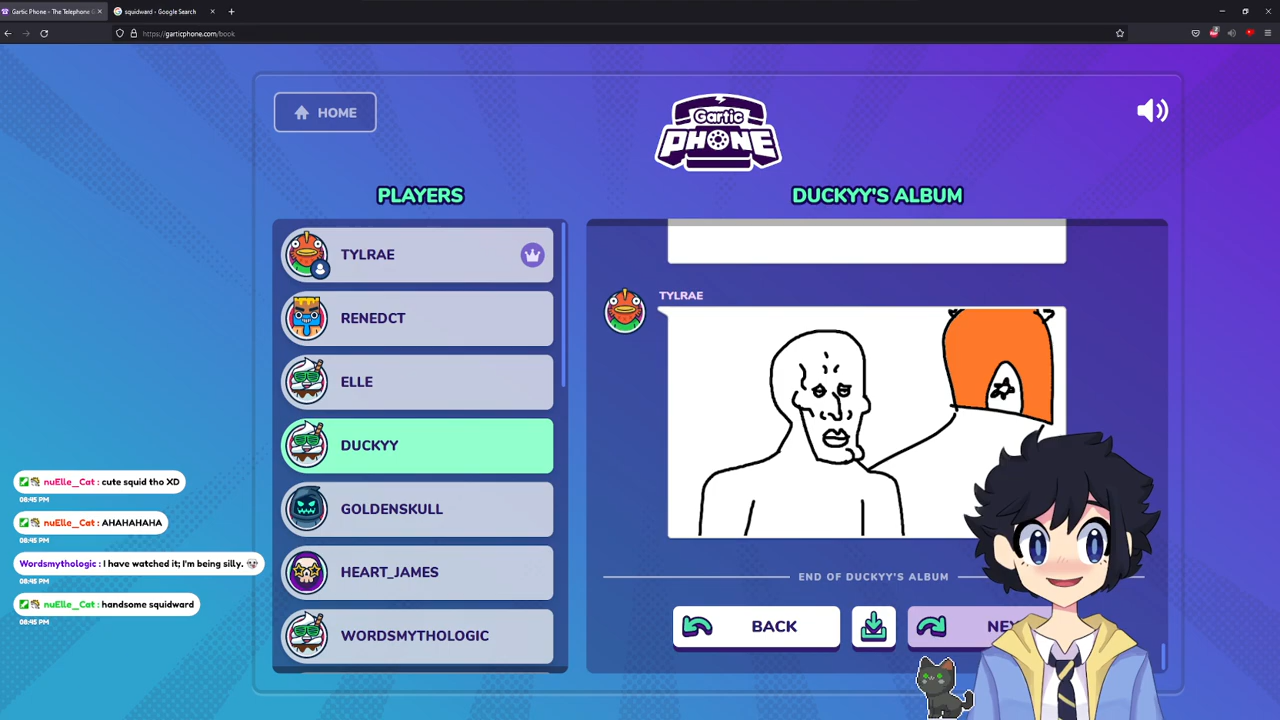 Gartic Phone - The Telephone G
squidward - Google Search
https://garticphone.com/book
HOME
Gartic
PHONE
PLAYERS
DUCKYY'S ALBUM
TYLRAE
RENEDCT
ELLE
DUCKYY
GOLDENSKULL
HEART_JAMES
WORDSMYTHOLOGIC
TYLRAE
END OF DUCKYY'S ALBUM
BACK
nuElle_Cat : cute squid tho XD
08:45 PM
nuElle_Cat : AHAHAHAHA
08:45 PM
Wordsmythologic : I have watched it; I'm being silly.
08:45 PM
nuElle_Cat : handsome squidward
08:45 PM